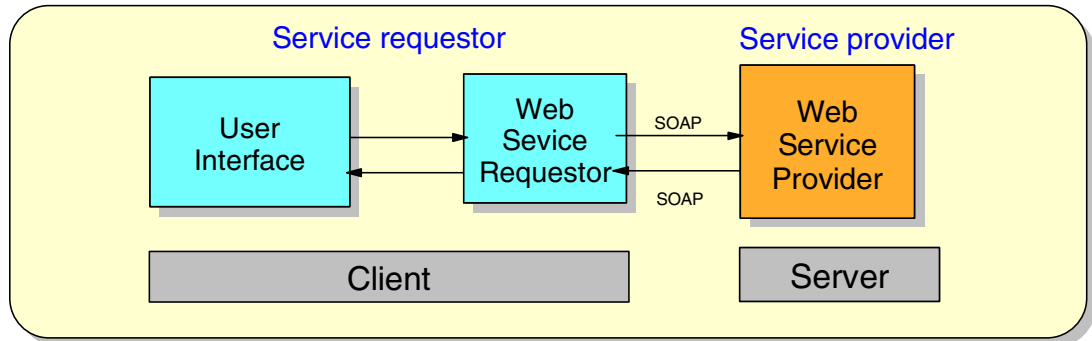 Service requestor
Service provider
User
Interface
Web
Sevice
Requestor
SOAP
SOAP
Web
Service
Provider
Client
Server